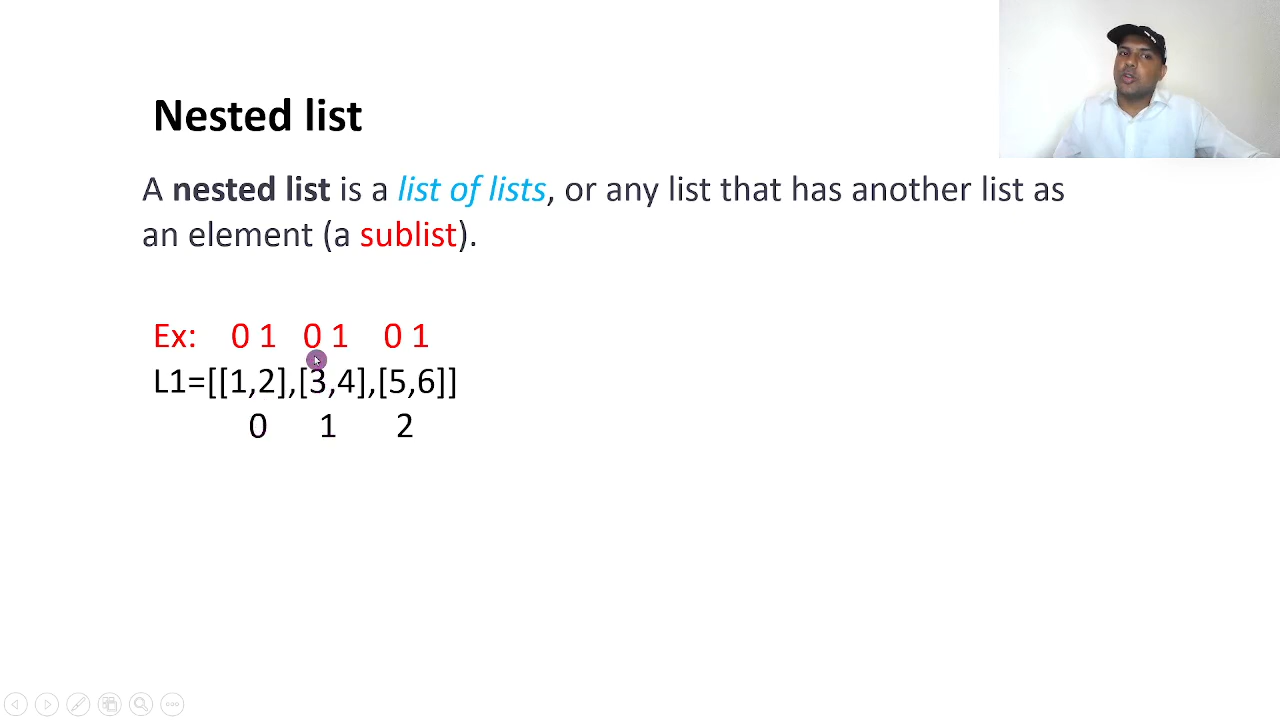 Nested list
A nested list is a list of lists, or any list that has another list as
an element (a sublist).
Ex: 0 1 0 1 0 1
L1=[[1,2],[3,4],[5,6]]
0 1 2